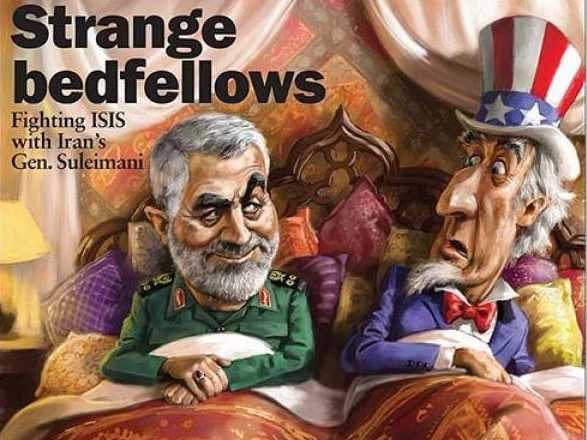 Strange
bedfellows
Fighting ISIS
with Iran's
Gen. Suleimani